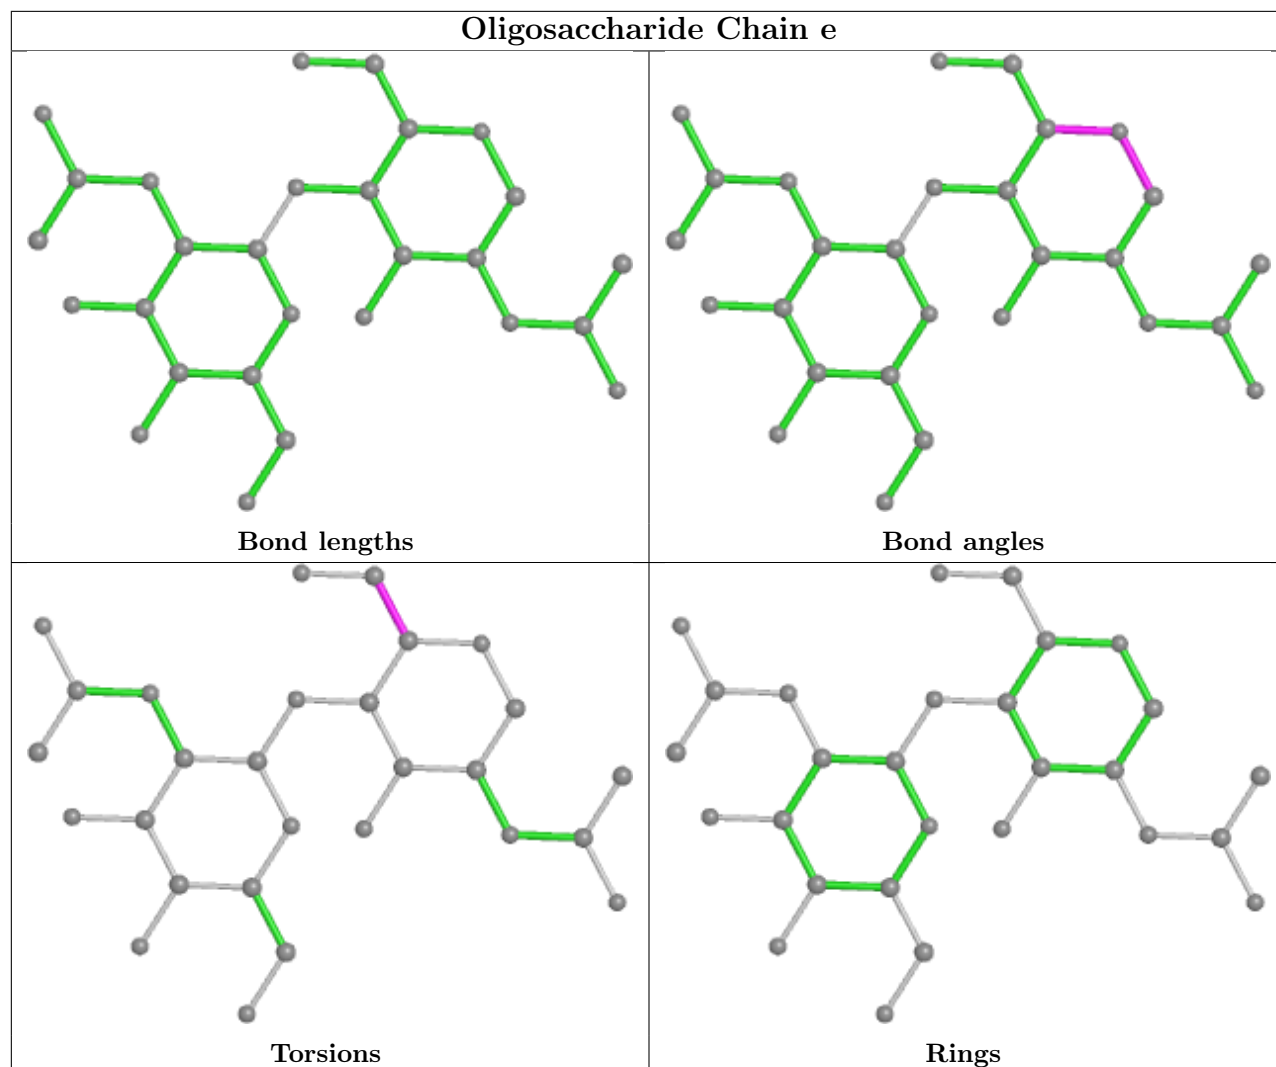 Oligosaccharide Chain e
Bond lengths
Bond angles
Torsions
Rings